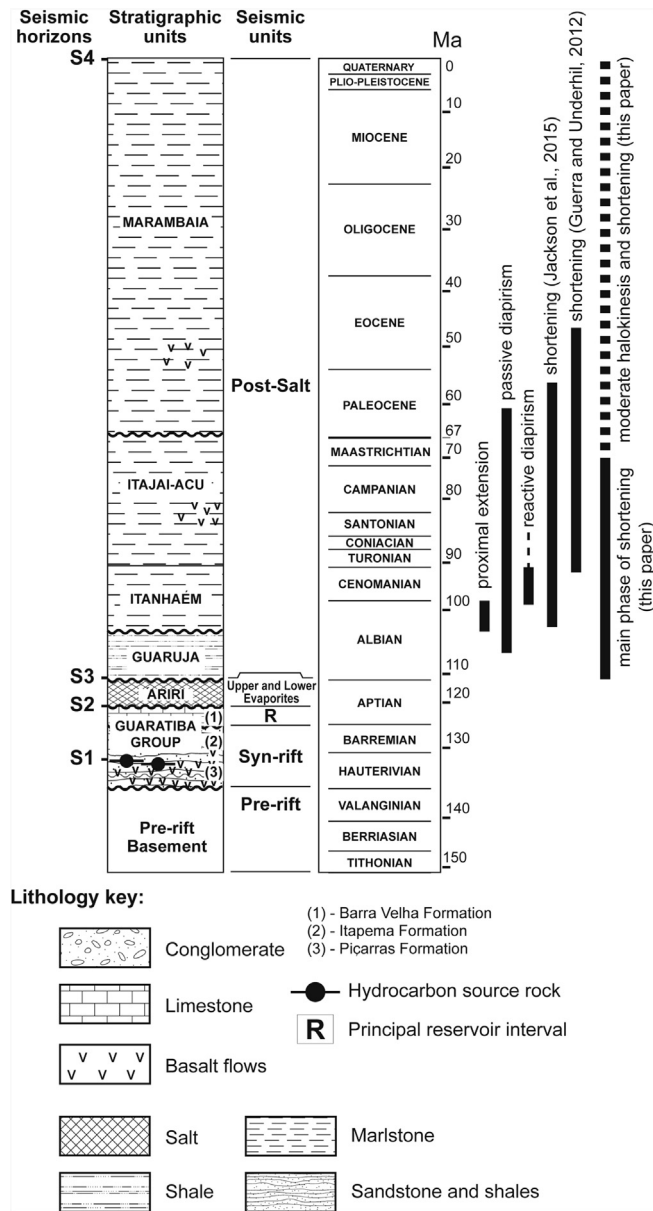 Seismic horizons
Stratigraphic units
Seismic units
Ma
S4
S3
S2
S1
MARAMBAIA
V V V V V
ITAJAI-ACU
V V V V V
ITANHAÉM
GUARUJA
ARIRI
GUARATIBA GROUP
(1)
(2)
(3)
Pre-rift Basement
Post-Salt
Upper and Lower Evaporites
R
Syn-rift
Pre-rift
QUATERNARY
PLIO-PLEISTOCENE
MIOCENE
OLIGOCENE
EOCENE
PALEOCENE
MAASTRICHTIAN
CAMPANIAN
SANTONIAN
CONIACIAN
TURONIAN
CENOMANIAN
ALBIAN
APTIAN
BARREMIAN
HAUTERIVIAN
VALANGINIAN
BERRIASIAN
TITHONIAN
0
10
20
30
40
50
60
67
70
80
90
100
110
120
130
140
150
proximal extension
passive diapirism
reactive diapirism
shortening (Jackson et al., 2015)
shortening (Guerra and Underhil, 2012)
moderate halokinesis and shortening (this paper)
main phase of shortening
(this paper)
Lithology key:
Conglomerate
Limestone
Basalt flows
Salt
Shale
Marlstone
Sandstone and shales
(1) - Barra Velha Formation
(2) - Itapema Formation
(3) - Piçarras Formation
Hydrocarbon source rock
R Principal reservoir interval